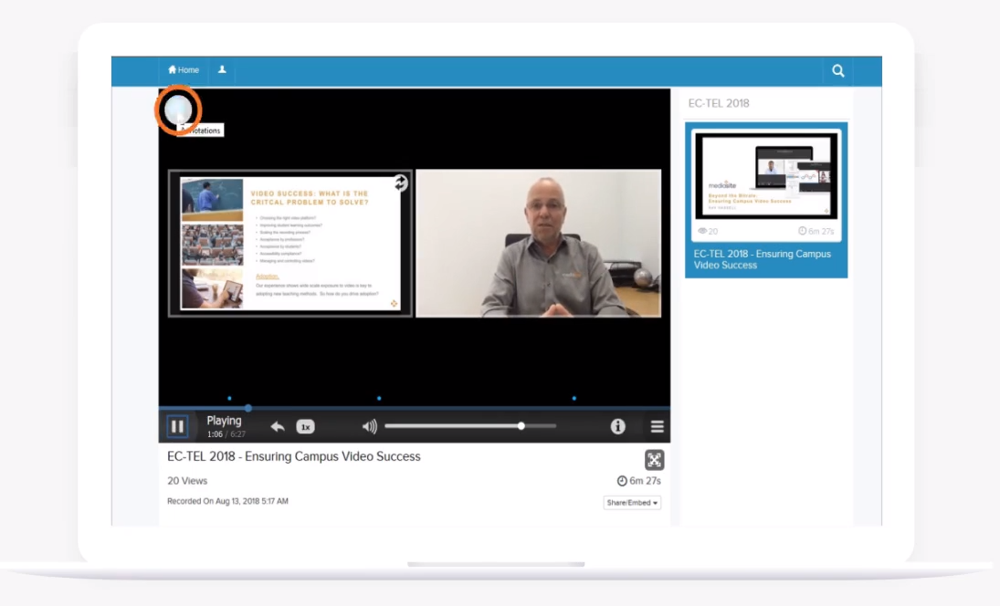 Home
Annotations
EC-TEL 2018
VIDEO SUCCESS: WHAT IS THE
CRITCAL PROBLEM TO SOLVE?
• Choosing the right video platform?
• Improving student learning outcomes?
• Scaling the recording process?
• Acceptance by professors?
• Acceptance by students?
• Accessibility compliance?
• Managing and controlling videos?
Adoption.
Our experience shows wide scale exposure to video is key to
adopting new teaching methods. So how do you drive adoption?
mediasite
Beyond the Bitrate:
Ensuring Campus Video Success
20
6m 27s
EC-TEL 2018 - Ensuring Campus
Video Success
Playing
1:06 / 6:27
1x
EC-TEL 2018 - Ensuring Campus Video Success
20 Views
6m 27s
Recorded On Aug 13, 2018 5:17 AM
Share/Embed